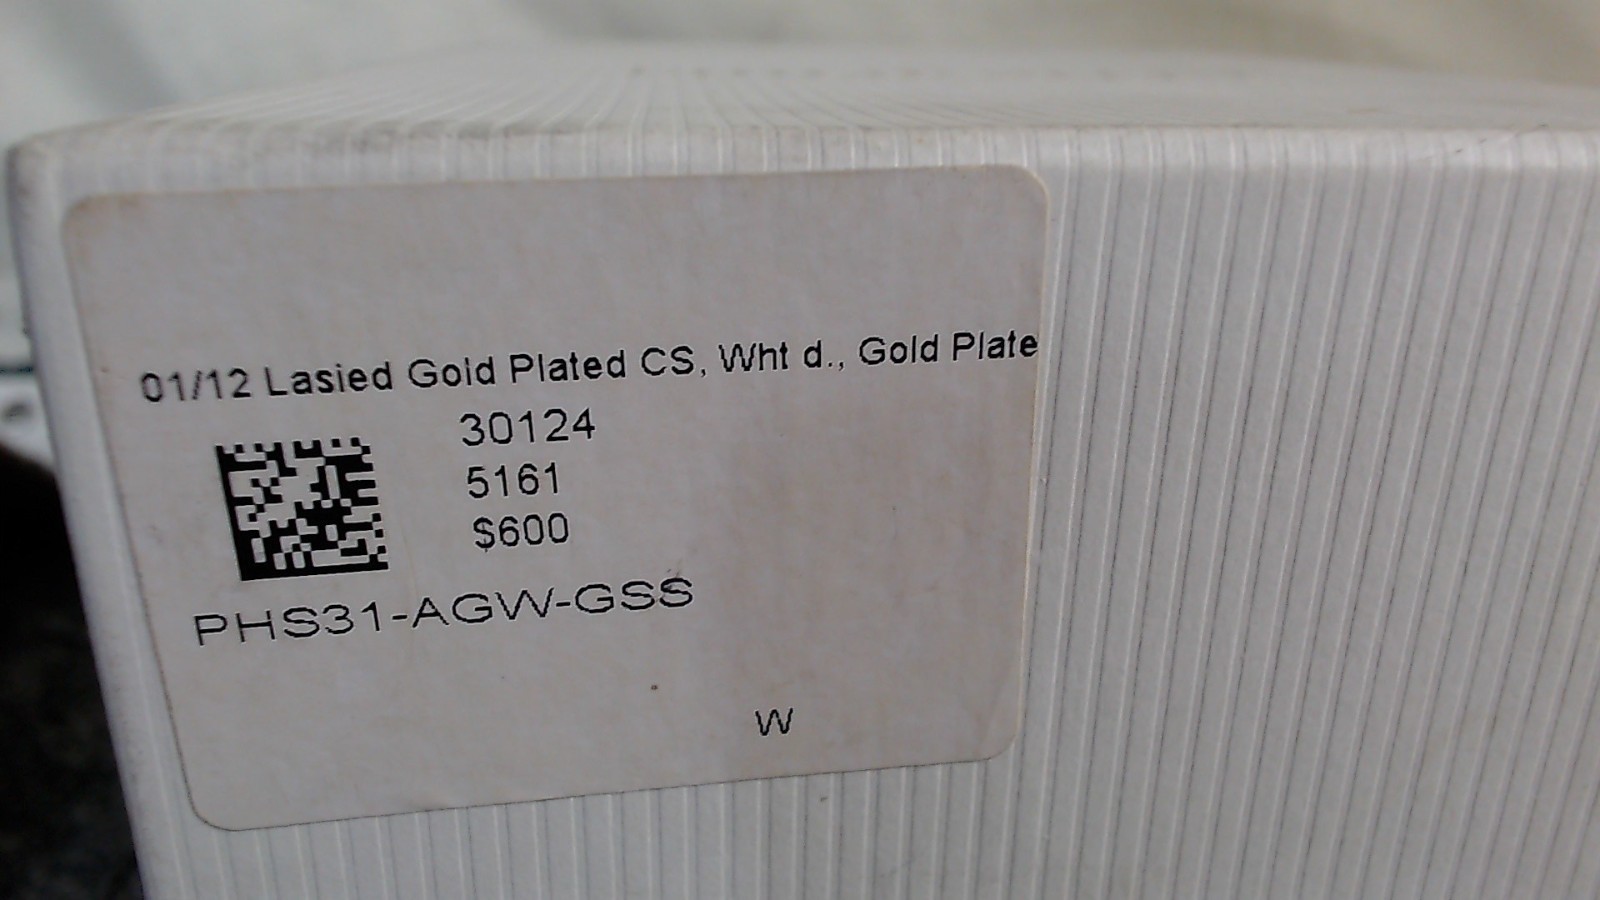 01/12 Lasied Gold Plated CS, Wht d., Gold Plate
30124
5161
$600
PHS31-AGW-GSS
W